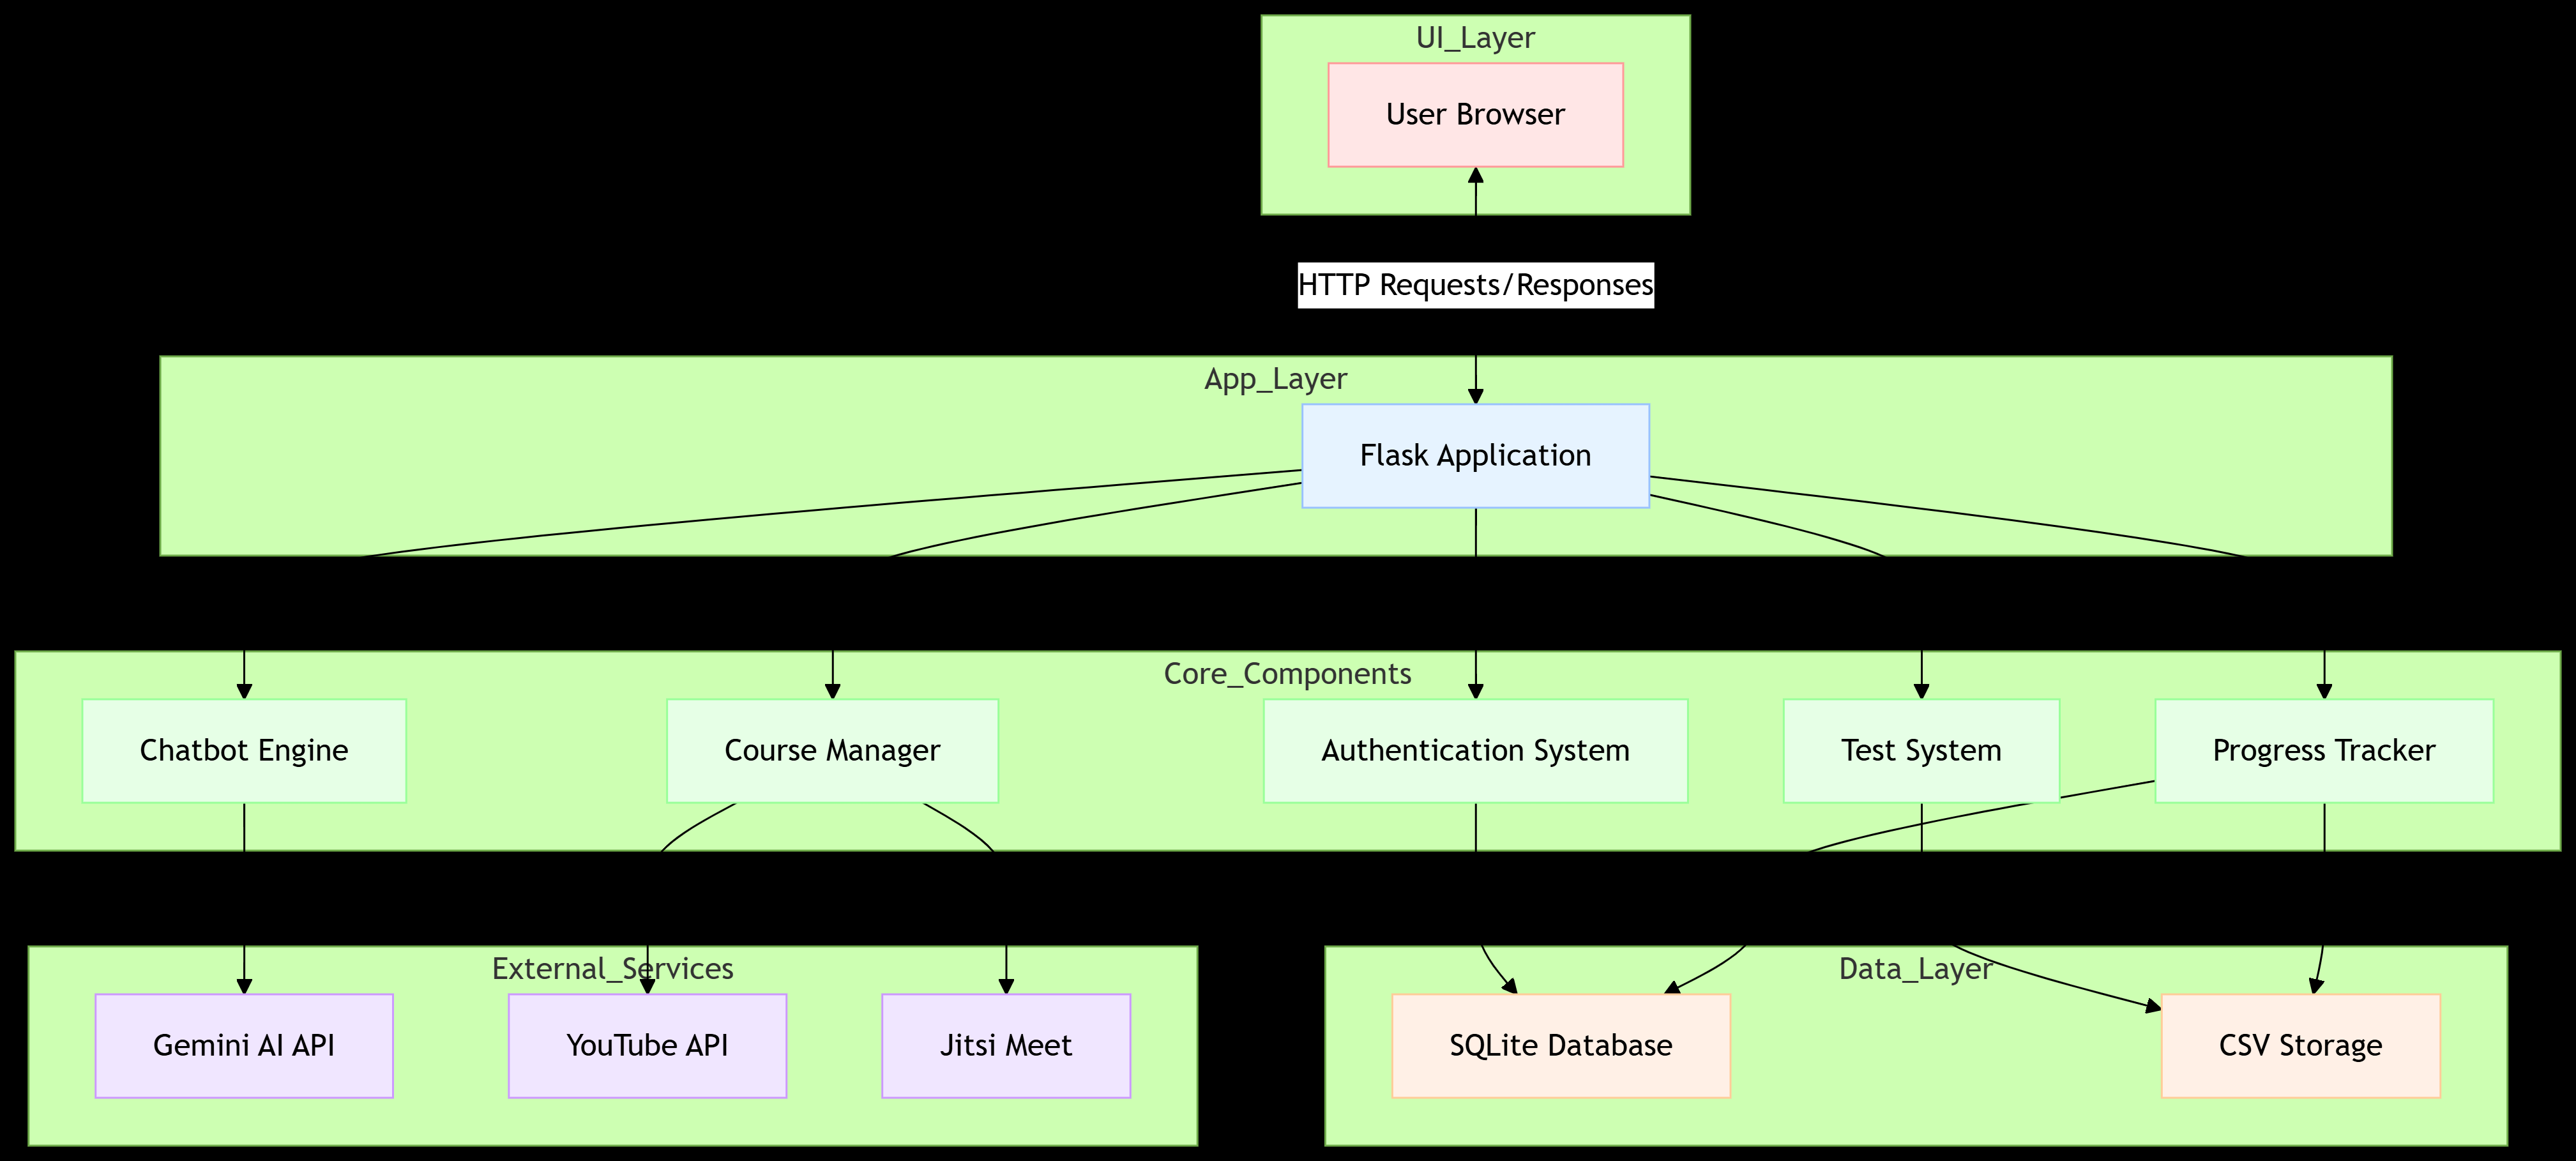 UI_Layer
User Browser
HTTP Requests/Responses
App_Layer
Flask Application
Core_Components
Chatbot Engine
Course Manager
Authentication System
Test System
Progress Tracker
External_Services
Gemini AI API
YouTube API
Jitsi Meet
Data_Layer
SQLite Database
CSV Storage